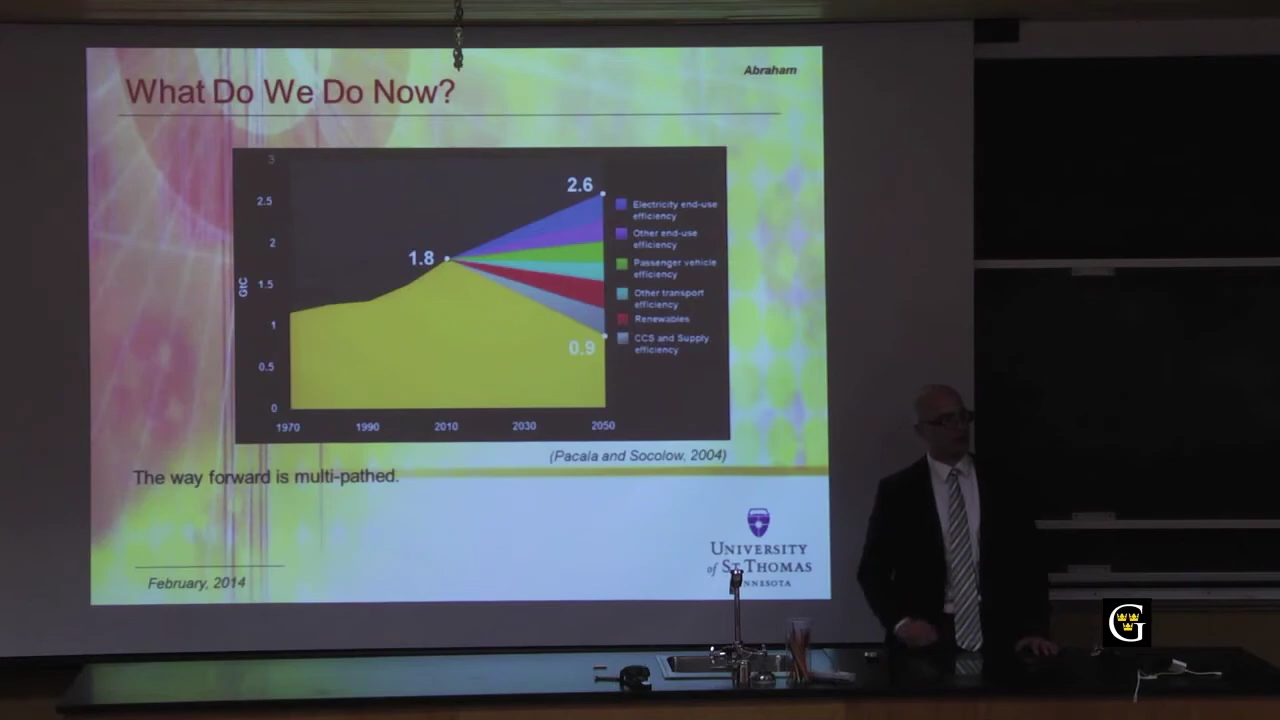 Abraham
What Do We Do Now?
3
2.5
2
1.5
1
0.5
0
GtC
1.8
2.6
0.9
1970
1990
2010
2030
2050
Electricity end-use
efficiency
Other end-use
efficiency
Passenger vehicle
efficiency
Other transport
efficiency
Renewables
CCS and Supply
efficiency
(Pacala and Socolow, 2004)
The way forward is multi-pathed.
February, 2014
UNIVERSITY
of ST. THOMAS
G